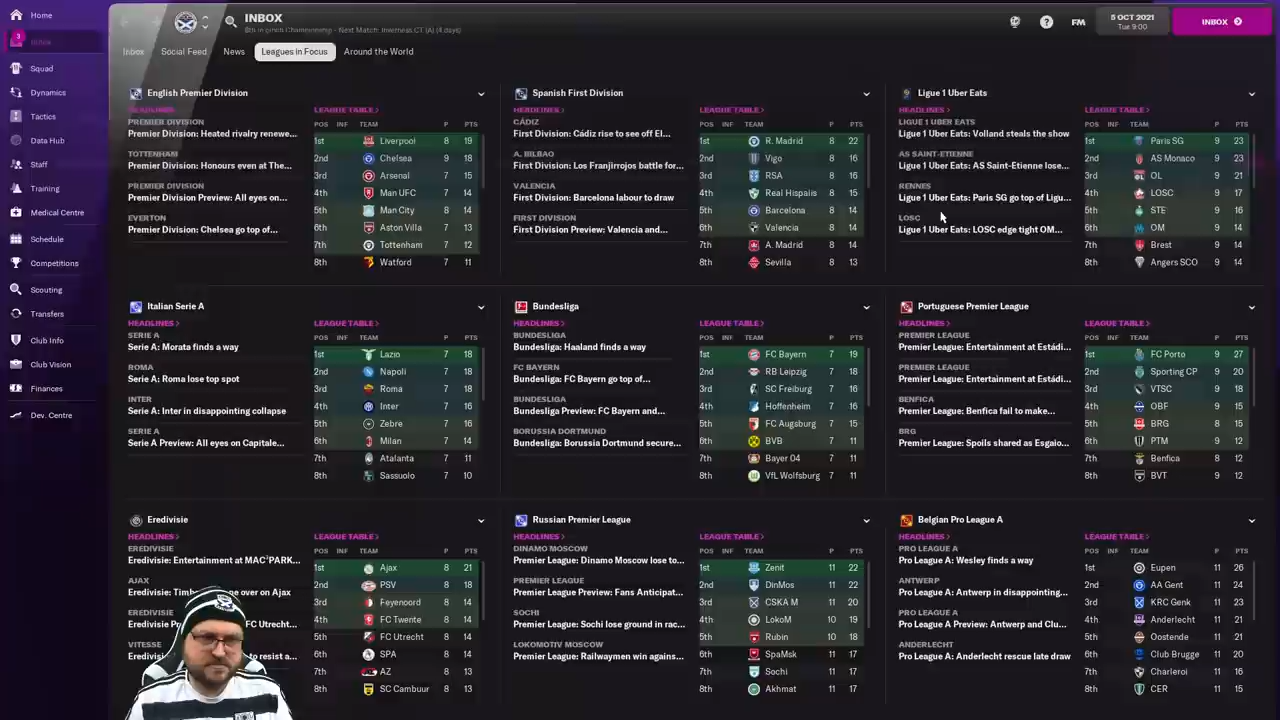 Home
INBOX
5 OCT 2021
Tue 9:00
FM
INBOX
3
Inbox
Squad
Dynamics
Tactics
Data Hub
Staff
Training
Medical Centre
Schedule
Competitions
Scouting
Transfers
Club Info
Club Vision
Finances
Dev. Centre
Inbox Social Feed News Leagues in Focus Around the World
English Premier Division
HEADLINES >
PREMIER DIVISION
Premier Division: Heated rivalry renewe...
TOTTENHAM
Premier Division: Honours even at The...
PREMIER DIVISION
Premier Division Preview: All eyes on...
EVERTON
Premier Division: Chelsea go top of...
LEAGUE TABLE >
POS INF TEAM P PTS
1st Liverpool 8 19
2nd Chelsea 9 18
3rd Arsenal 7 15
4th Man UFC 7 14
5th Man City 8 14
6th Aston Villa 7 13
7th Tottenham 7 12
8th Watford 7 11
Spanish First Division
HEADLINES >
CÁDIZ
First Division: Cádiz rise to see off El...
A. BILBAO
First Division: Los Franjirrojos battle for...
VALENCIA
First Division: Barcelona labour to draw
FIRST DIVISION
First Division Preview: Valencia and...
LEAGUE TABLE >
POS INF TEAM P PTS
1st R. Madrid 8 22
2nd Vigo 8 16
3rd RSA 8 16
4th Real Hispalis 8 15
5th Barcelona 8 14
6th Valencia 8 14
7th A. Madrid 8 14
8th Sevilla 8 13
Ligue 1 Uber Eats
HEADLINES >
LIGUE 1 UBER EATS
Ligue 1 Uber Eats: Volland steals the show
AS SAINT-ETIENNE
Ligue 1 Uber Eats: AS Saint-Etienne lose...
RENNES
Ligue 1 Uber Eats: Paris SG go top of Ligu...
LOSC
Ligue 1 Uber Eats: LOSC edge tight OM...
LEAGUE TABLE >
POS INF TEAM P PTS
1st Paris SG 9 23
2nd AS Monaco 9 23
3rd OL 9 21
4th LOSC 9 17
5th STE 9 16
6th OM 9 14
7th Brest 9 14
8th Angers SCO 9 14
Italian Serie A
HEADLINES >
SERIE A
Serie A: Morata finds a way
ROMA
Serie A: Roma lose top spot
INTER
Serie A: Inter in disappointing collapse
SERIE A
Serie A Preview: All eyes on Capitale...
LEAGUE TABLE >
POS INF TEAM P PTS
1st Lazio 7 18
2nd Napoli 7 18
3rd Roma 7 18
4th Inter 7 16
5th Zebre 7 16
6th Milan 7 14
7th Atalanta 7 11
8th Sassuolo 7 10
Bundesliga
HEADLINES >
BUNDESLIGA
Bundesliga: Haaland finds a way
FC BAYERN
Bundesliga: FC Bayern go top of...
BUNDESLIGA
Bundesliga Preview: FC Bayern and...
BORUSSIA DORTMUND
Bundesliga: Borussia Dortmund secure...
LEAGUE TABLE >
POS INF TEAM P PTS
1st FC Bayern 7 19
2nd RB Leipzig 7 18
3rd SC Freiburg 7 16
4th Hoffenheim 7 16
5th FC Augsburg 7 15
6th BVB 7 11
7th Bayer 04 7 11
8th VfL Wolfsburg 7 11
Portuguese Premier League
HEADLINES >
PREMIER LEAGUE
Premier League: Entertainment at Estádi...
PREMIER LEAGUE
Premier League: Entertainment at Estádi...
BENFICA
Premier League: Benfica fail to make...
BRG
Premier League: Spoils shared as Esgaio...
LEAGUE TABLE >
POS INF TEAM P PTS
1st FC Porto 9 27
2nd Sporting CP 9 20
3rd VTSC 9 18
4th OBF 9 15
5th BRG 8 15
6th PTM 9 12
7th Benfica 8 12
8th BVT 9 12
Eredivisie
HEADLINES >
EREDIVISIE
Eredivisie: Entertainment at MAC³PARK...
AJAX
Eredivisie: over on Ajax
EREDIVISIE
Eredivisie FC Utrecht...
VITESSE
to resist a...
LEAGUE TABLE >
POS INF TEAM P PTS
1st Ajax 8 21
2nd PSV 8 18
3rd Feyenoord 8 14
4th FC Twente 8 14
5th FC Utrecht 8 14
6th SPA 8 14
7th AZ 8 13
8th SC Cambuur 8 13
Russian Premier League
HEADLINES >
DINAMO MOSCOW
Premier League: Dinamo Moscow lose to...
PREMIER LEAGUE
Premier League Preview: Fans Anticipat...
SOCHI
Premier League: Sochi lose ground in rac...
LOKOMOTIV MOSCOW
Premier League: Railwaymen win agains...
LEAGUE TABLE >
POS INF TEAM P PTS
1st Zenit 11 22
2nd DinMos 11 22
3rd CSKA M 11 20
4th LokoM 10 19
5th Rubin 10 18
6th SpaMsk 11 17
7th Sochi 11 17
8th Akhmat 11 17
Belgian Pro League A
HEADLINES >
PRO LEAGUE A
Pro League A: Wesley finds a way
ANTWERP
Pro League A: Antwerp in disappointing...
PRO LEAGUE A
Pro League A Preview: Antwerp and Clu...
ANDERLECHT
Pro League A: Anderlecht rescue late draw
LEAGUE TABLE >
POS INF TEAM P PTS
1st Eupen 11 26
2nd AA Gent 11 24
3rd KRC Genk 11 23
4th Anderlecht 11 21
5th Oostende 11 21
6th Club Brugge 11 20
7th Charleroi 11 16
8th CER 11 15